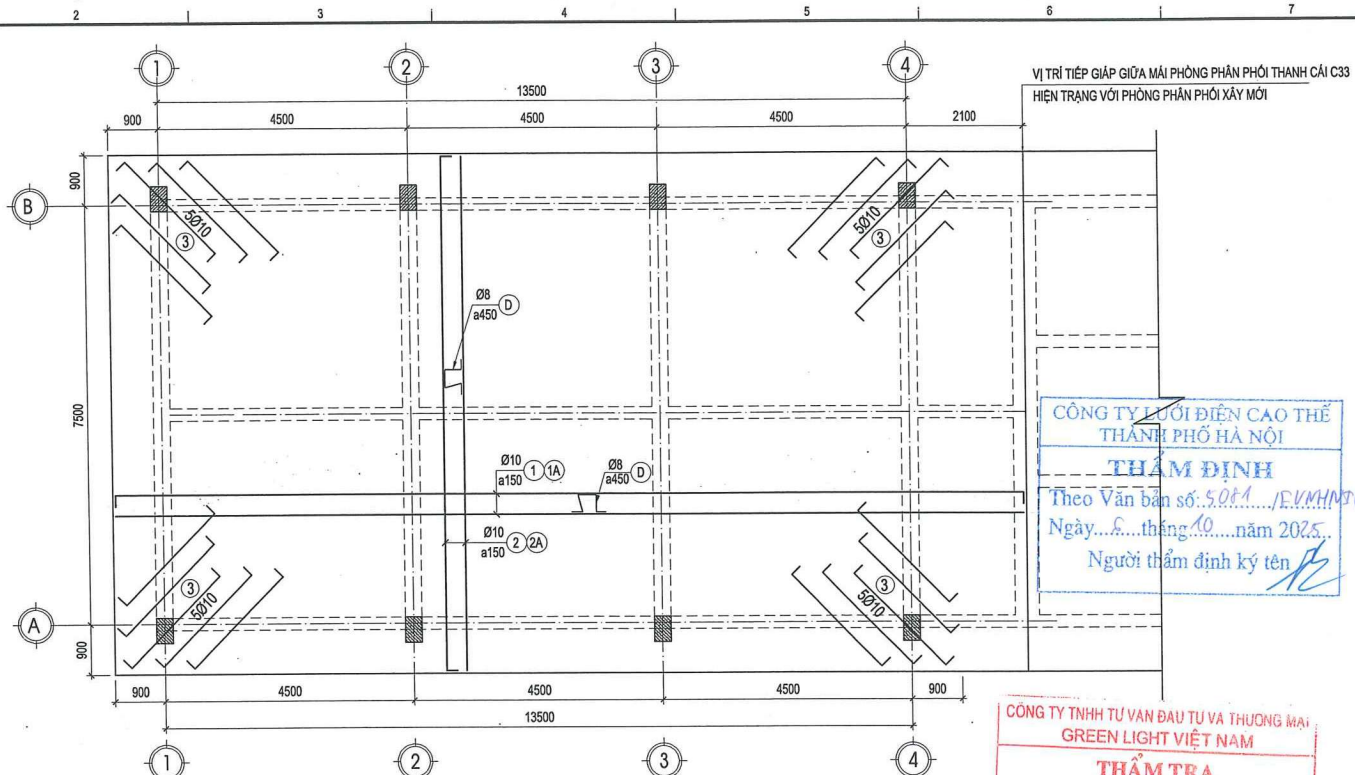 2 3 4 5 6 7
1 2 3 4
VỊ TRÍ TIẾP GIÁP GIỮA MÁI PHÒNG PHÂN PHỐI THANH CÁI C33
HIỆN TRẠNG VỚI PHÒNG PHÂN PHỐI XÂY MỚI
13500
900 4500 4500 4500 2100
900
B
5Ø10
3
5Ø10
3
Ø8
a450 D
7500
CÔNG TY LƯỚI ĐIỆN CAO THẾ
THÀNH PHỐ HÀ NỘI
THẨM ĐỊNH
Theo Văn bản số: 5081 /EVNHN
Ngày...6...tháng 10.....năm 2025...
Người thẩm định ký tên
Ø10
a150 1 1A
Ø8
a450 D
Ø10
a150 2 2A
3
5Ø10
3
5Ø10
A
900
900 4500 4500 4500 900
13500
1 2 3 4
CÔNG TY TNHH TƯ VẤN ĐẦU TƯ VÀ THƯƠNG MẠI
GREEN LIGHT VIỆT NAM
THẨM TRA